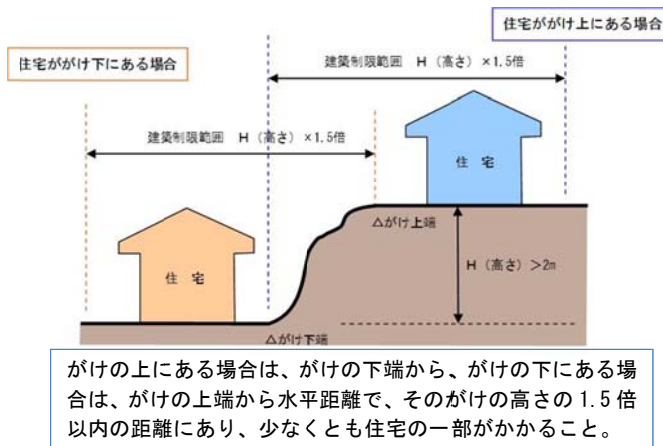 住宅ががけ上にある場合
住宅ががけ下にある場合
建築制限範囲　H（高さ）×1.5倍
建築制限範囲　H（高さ）×1.5倍
住　宅
△がけ上端
H（高さ）>2m
住　宅
△がけ下端
がけの上にある場合は、がけの下端から、がけの下にある場
合は、がけの上端から水平距離で、そのがけの高さの 1.5 倍
以内の距離にあり、少なくとも住宅の一部がかかること。